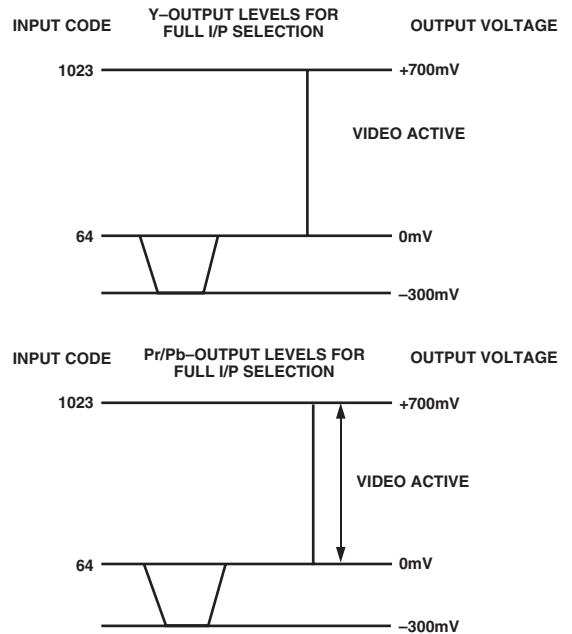 INPUT CODE Y–OUTPUT LEVELS FOR OUTPUT VOLTAGE
FULL I/P SELECTION
1023 +700mV
VIDEO ACTIVE
64 0mV
–300mV
INPUT CODE Pr/Pb–OUTPUT LEVELS FOR OUTPUT VOLTAGE
FULL I/P SELECTION
1023 +700mV
VIDEO ACTIVE
64 0mV
–300mV